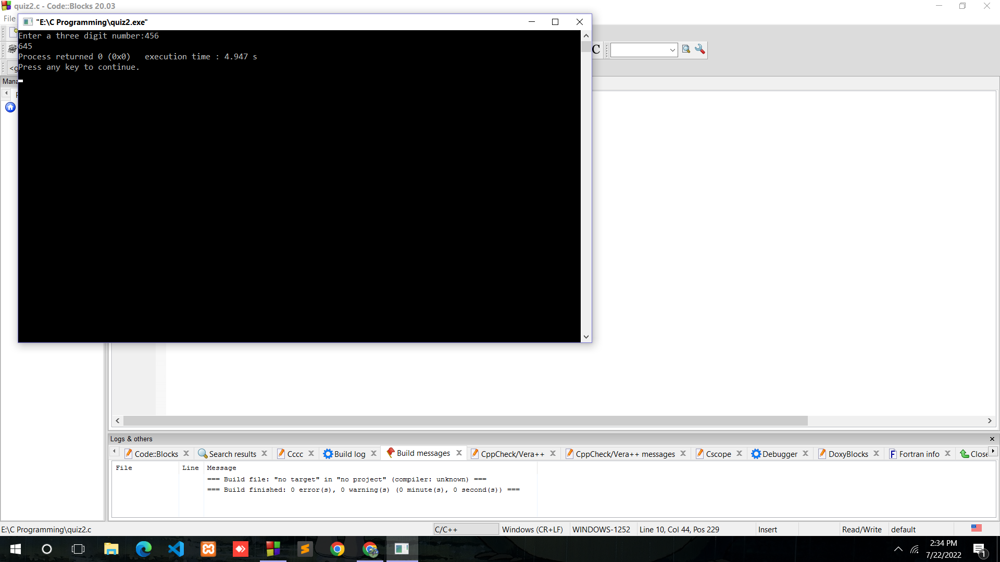 quiz2.c - Code::Blocks 20.03
File
"E:\C Programming\quiz2.exe"
Enter a three digit number:456
645
Process returned 0 (0x0)   execution time : 4.947 s
Press any key to continue.
C
<g
Mana
Logs & others
Code::Blocks
Search results
Cccc
Build log
Build messages
CppCheck/Vera++
CppCheck/Vera++ messages
Cscope
Debugger
DoxyBlocks
Fortran info
Close
File Line Message
=== Build file: "no target" in "no project" (compiler: unknown) ===
=== Build finished: 0 error(s), 0 warning(s) (0 minute(s), 0 second(s)) ===
E:\C Programming\quiz2.c
C/C++
Windows (CR+LF)
WINDOWS-1252
Line 10, Col 44, Pos 229
Insert
Read/Write
default
2:34 PM
7/22/2022
1